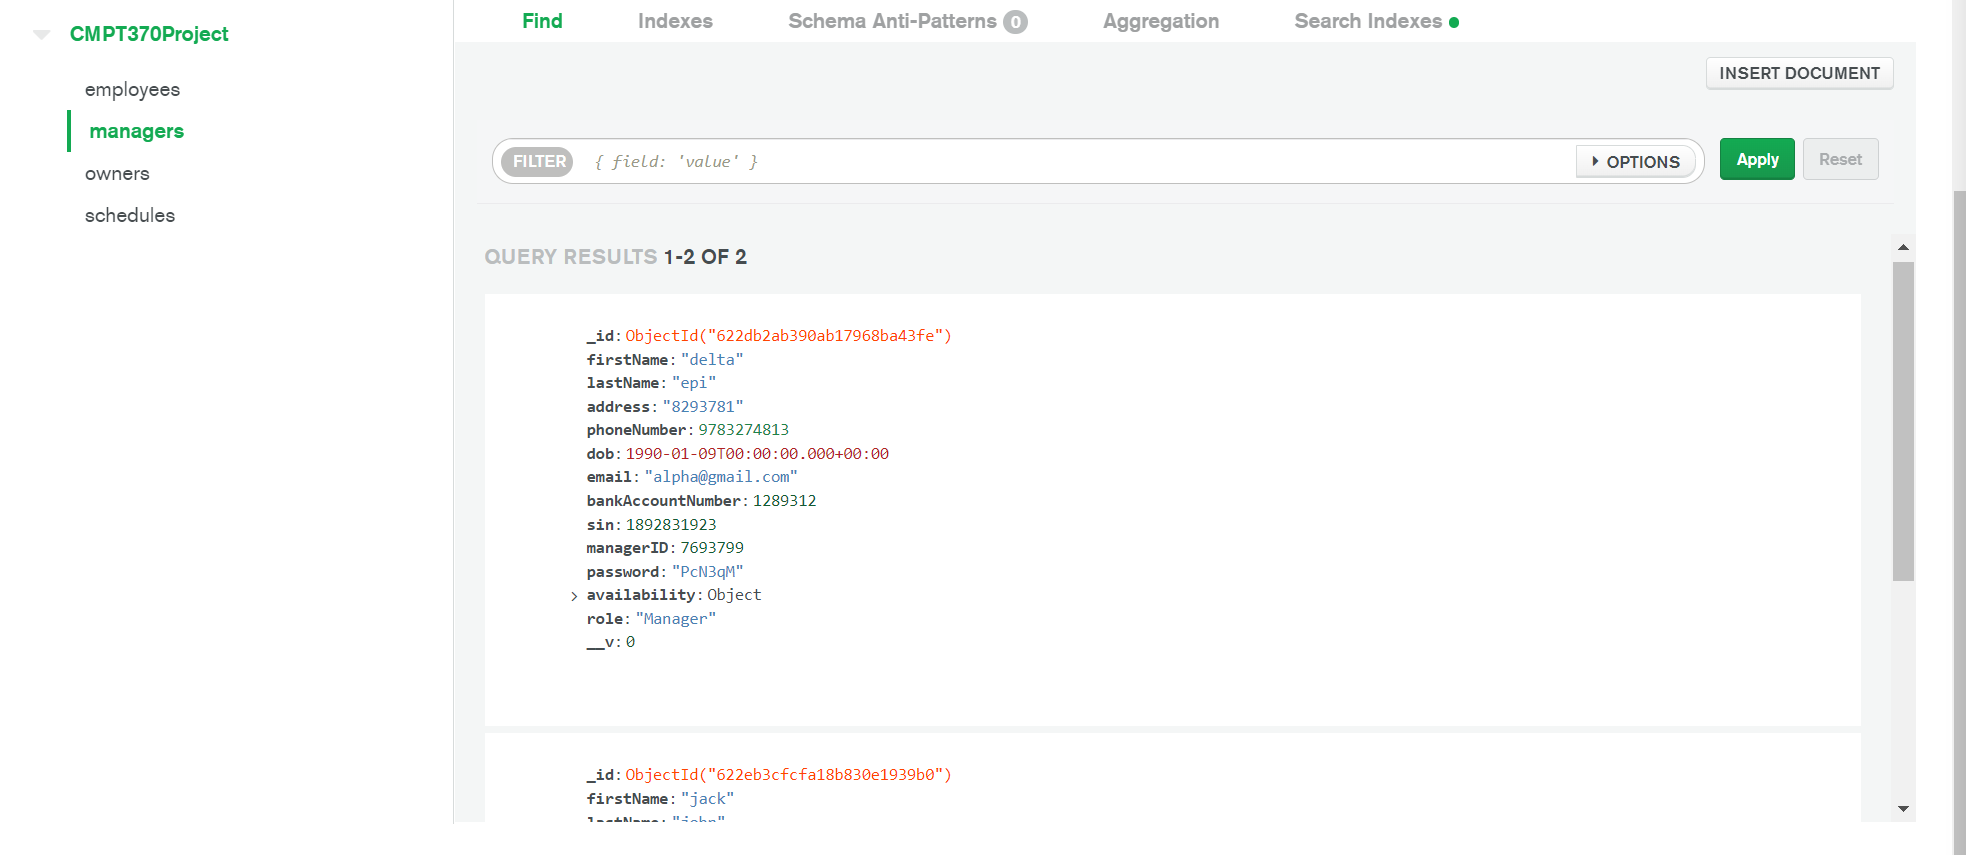 CMPT370Project
employees
managers
owners
schedules
Find Indexes Schema Anti-Patterns 0 Aggregation Search Indexes
INSERT DOCUMENT
FILTER { field: 'value' } OPTIONS Apply Reset
QUERY RESULTS 1-2 OF 2
_id: ObjectId("622db2ab390ab17968ba43fe")
firstName: "delta"
lastName: "epi"
address: "8293781"
phoneNumber: 9783274813
dob: 1990-01-09T00:00:00.000+00:00
email: "alpha@gmail.com"
bankAccountNumber: 1289312
sin: 1892831923
managerID: 7693799
password: "PcN3qM"
availability: Object
role: "Manager"
__v: 0
_id: ObjectId("622eb3cfcfa18b830e1939b0")
firstName: "jack"
lastName: "john"